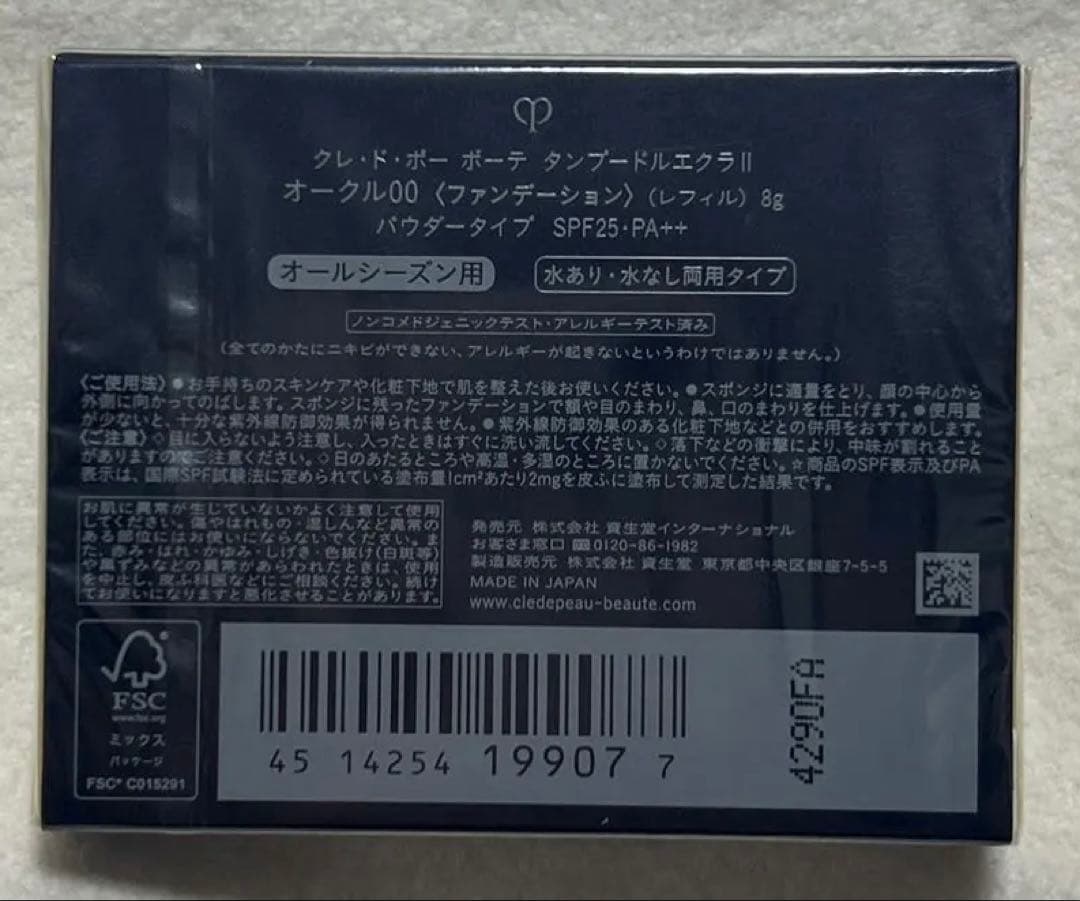 クレ・ド・ポー ボーテ タンプードルエクラⅡ
オークル00〈ファンデーション〉(レフィル) 8g
パウダータイプ SPF25・PA++
オールシーズン用
水あり・水なし両用タイプ
ノンコメドジェニックテスト・アレルギーテスト済み
(全てのかたにニキビができない、アレルギーが起きないというわけではありません。)
《ご使用法》●お手持ちのスキンケアや化粧下地で肌を整えた後お使いください。●スポンジに適量をとり、顔の中心から
外側に向かってのばします。スポンジに残ったファンデーションで額や目のまわり、鼻、口のまわりを仕上げます。●使用量
が少ないと、十分な紫外線防御効果が得られません。●紫外線防御効果のある化粧下地などとの併用をおすすめします。
《ご注意》◇目に入らないよう注意し、入ったときはすぐに洗い流してください。◇落下などの衝撃により、中味が割れること
がありますのでご注意ください。◇日のあたるところや高温・多湿のところに置かないでください。☆商品のSPF表示及びPA
表示は、国際SPF試験法に定められている塗布量1cm²あたり2mgを皮ふに塗布して測定した結果です。
お肌に異常が生じていないかよく注意して使用
してください。傷やはれもの・湿しんなど異常の
ある部位にはお使いにならないでください。ま
た、赤み・はれ・かゆみ・しげき・色抜け(白斑等)
や黒ずみなどの異常があらわれたときは、使用
を中止し、皮ふ科医などにご相談ください。続け
てお使いになりますと悪化させることがあります。
発売元 株式会社 資生堂インターナショナル
お客さま窓口 0120-86-1982
製造販売元 株式会社 資生堂 東京都中央区銀座7-5-5
MADE IN JAPAN
www.cledepeau-beaute.com
FSC
www.fsc.org
ミックス
パッケージ
FSC® C015291
45 14254 19907 7
4290FA